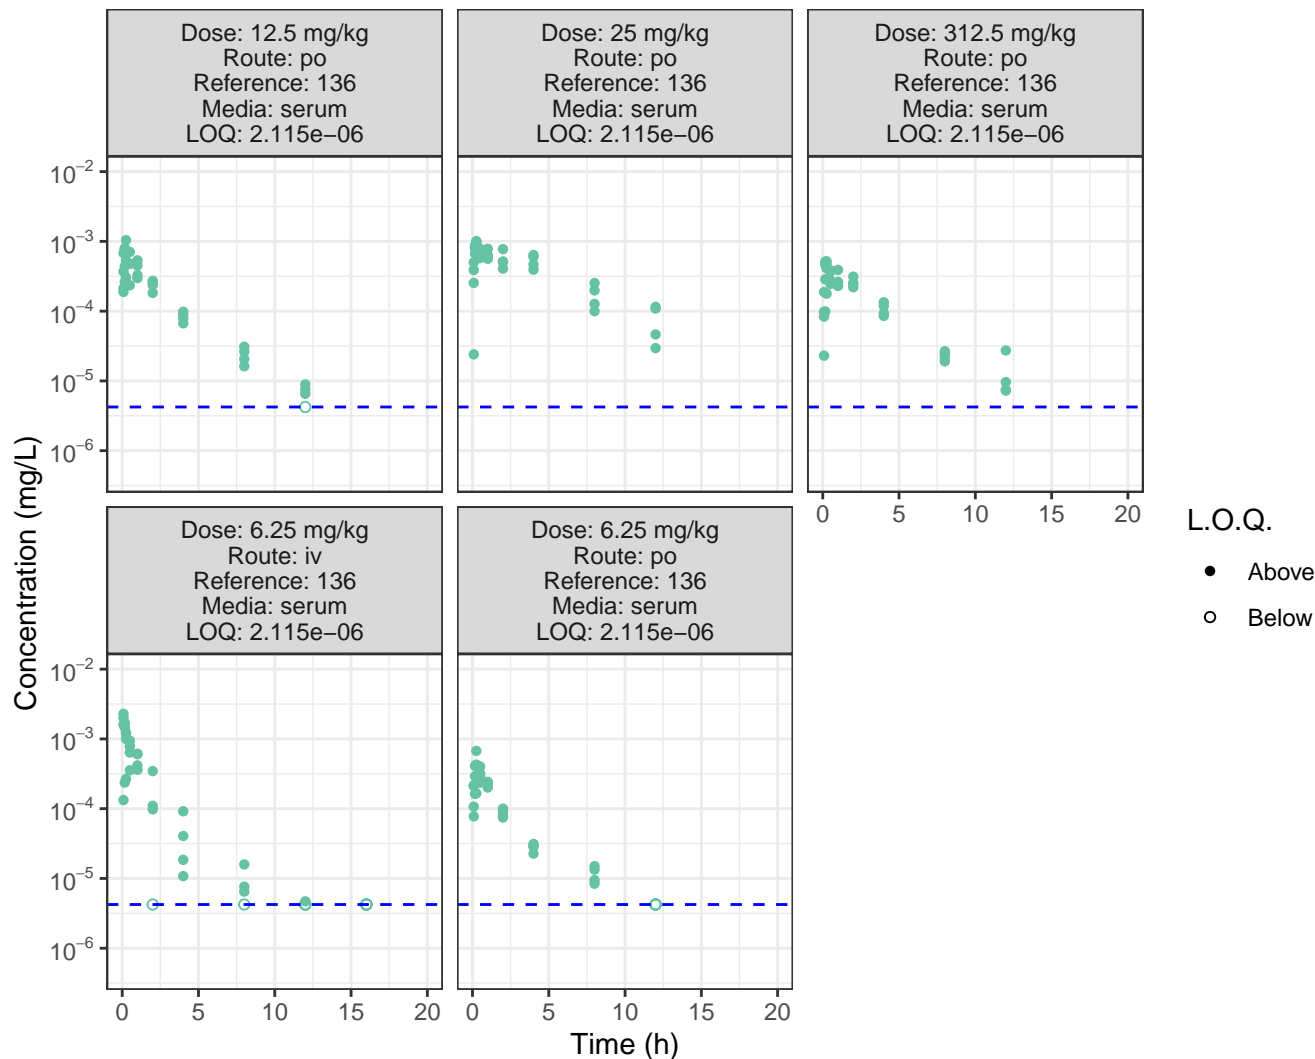 Dose: 12.5 mg/kg
Route: po
Reference: 136
Media: serum
LOQ: 2.115e−06
Dose: 25 mg/kg
Route: po
Reference: 136
Media: serum
LOQ: 2.115e−06
Dose: 312.5 mg/kg
Route: po
Reference: 136
Media: serum
LOQ: 2.115e−06
10⁻²
10⁻³
10⁻⁴
10⁻⁵
10⁻⁶
0 5 10 15 20
Dose: 6.25 mg/kg
Route: iv
Reference: 136
Media: serum
LOQ: 2.115e−06
Dose: 6.25 mg/kg
Route: po
Reference: 136
Media: serum
LOQ: 2.115e−06
10⁻²
10⁻³
10⁻⁴
10⁻⁵
10⁻⁶
0 5 10 15 20
0 5 10 15 20
Time (h)
Concentration (mg/L)
L.O.Q.
Above
Below